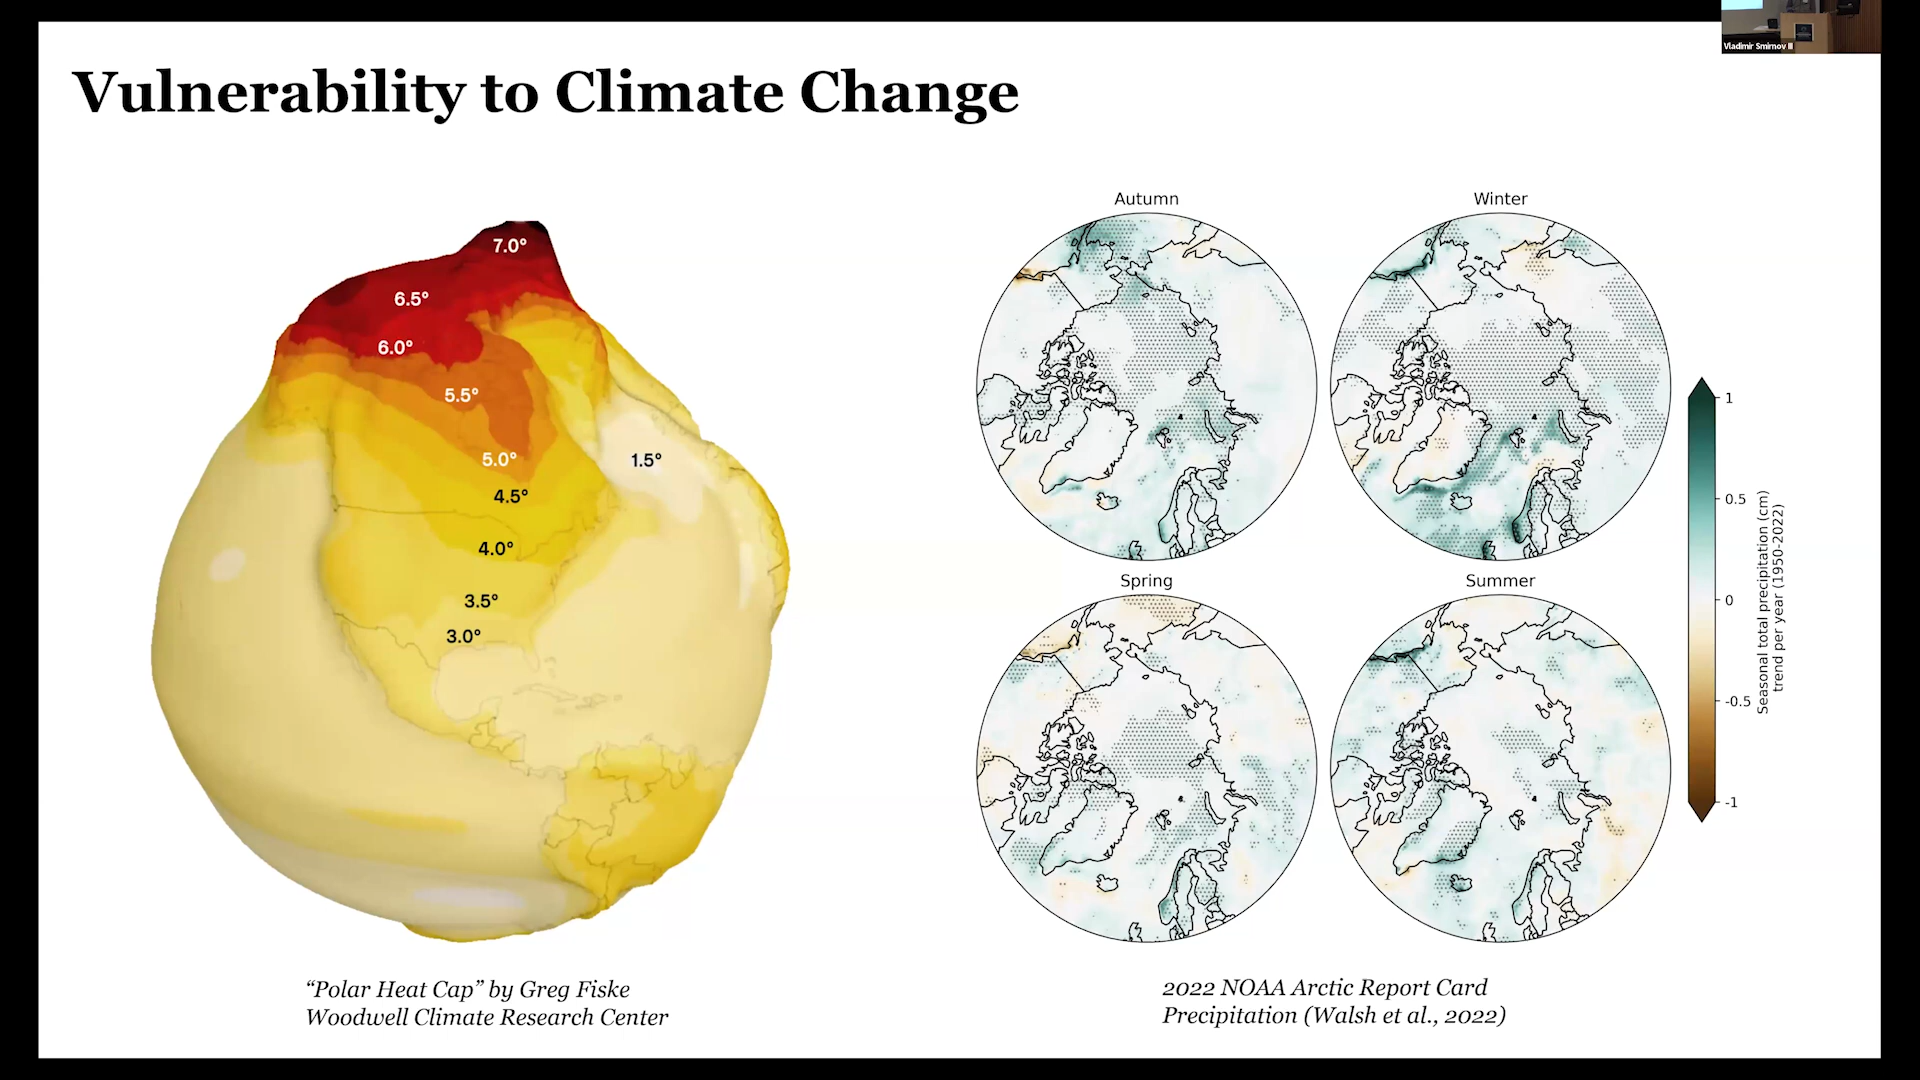 Vladimir Smirnov III
Vulnerability to Climate Change
7.0°
6.5°
6.0°
5.5°
5.0°
1.5°
4.5°
4.0°
3.5°
3.0°
“Polar Heat Cap” by Greg Fiske
Woodwell Climate Research Center
Autumn
Winter
Spring
Summer
1
0.5
0
-0.5
-1
Seasonal total precipitation (cm)
trend per year (1950-2022)
2022 NOAA Arctic Report Card
Precipitation (Walsh et al., 2022)